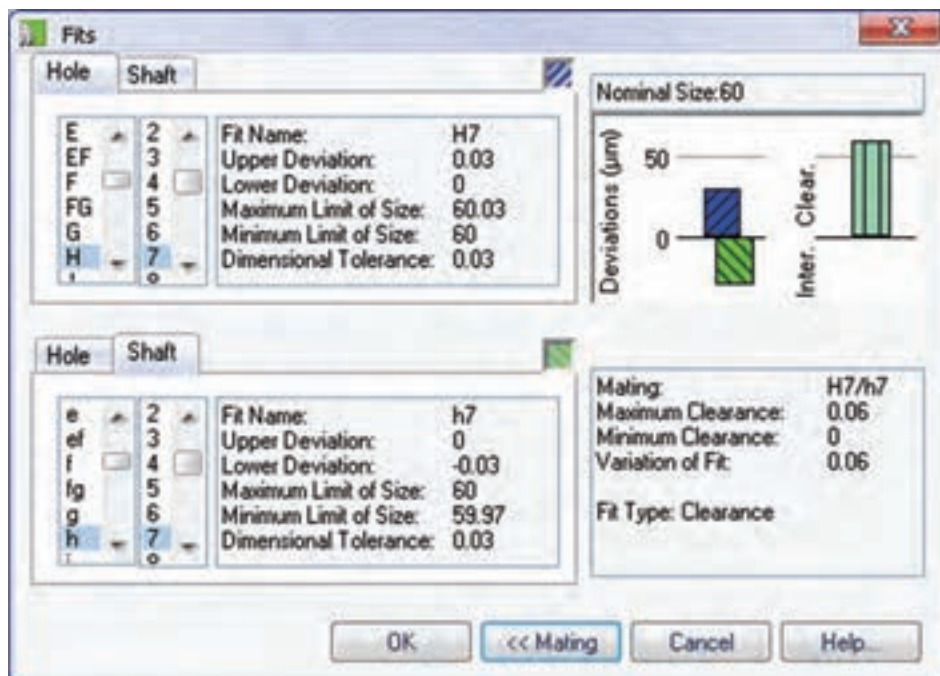 Fits
Hole Shaft
E 2
EF 3
F 4
FG 5
G 6
H 7
Fit Name: H7
Upper Deviation: 0.03
Lower Deviation: 0
Maximum Limit of Size: 60.03
Minimum Limit of Size: 60
Dimensional Tolerance: 0.03
Nominal Size:60
Deviations (µm)
50
0
Inter. Clear.
Hole Shaft
e 2
ef 3
f 4
fg 5
g 6
h 7
Fit Name: h7
Upper Deviation: 0
Lower Deviation: -0.03
Maximum Limit of Size: 60
Minimum Limit of Size: 59.97
Dimensional Tolerance: 0.03
Mating: H7/h7
Maximum Clearance: 0.06
Minimum Clearance: 0
Variation of Fit: 0.06
Fit Type: Clearance
OK
<< Mating
Cancel
Help...